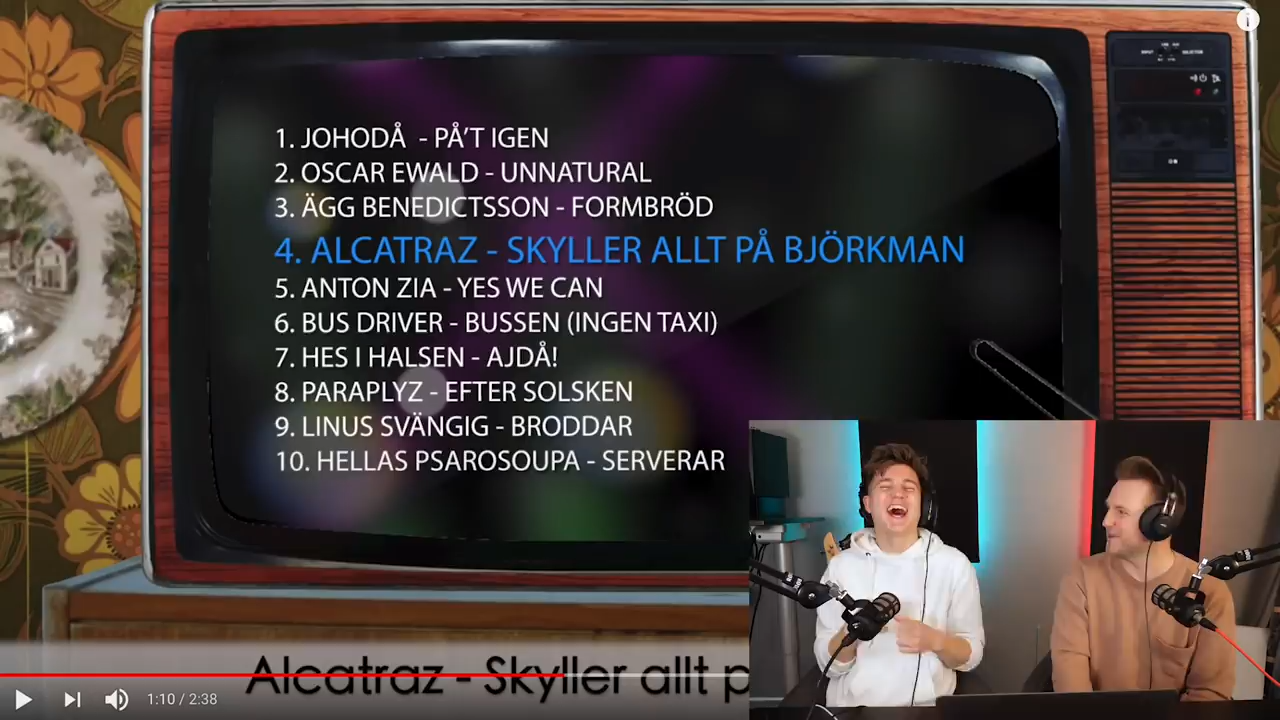 1. JOHODÅ - PÅ'T IGEN
2. OSCAR EWALD - UNNATURAL
3. ÄGG BENEDICTSSON - FORMBRÖD
4. ALCATRAZ - SKYLLER ALLT PÅ BJÖRKMAN
5. ANTON ZIA - YES WE CAN
6. BUS DRIVER - BUSSEN (INGEN TAXI)
7. HES I HALSEN - AJDÅ!
8. PARAPLYZ - EFTER SOLSKEN
9. LINUS SVÄNGIG - BRODDAR
10. HELLAS PSAROSOUPA - SERVERAR
Alcatraz - Skyller allt p
1:10 / 2:38